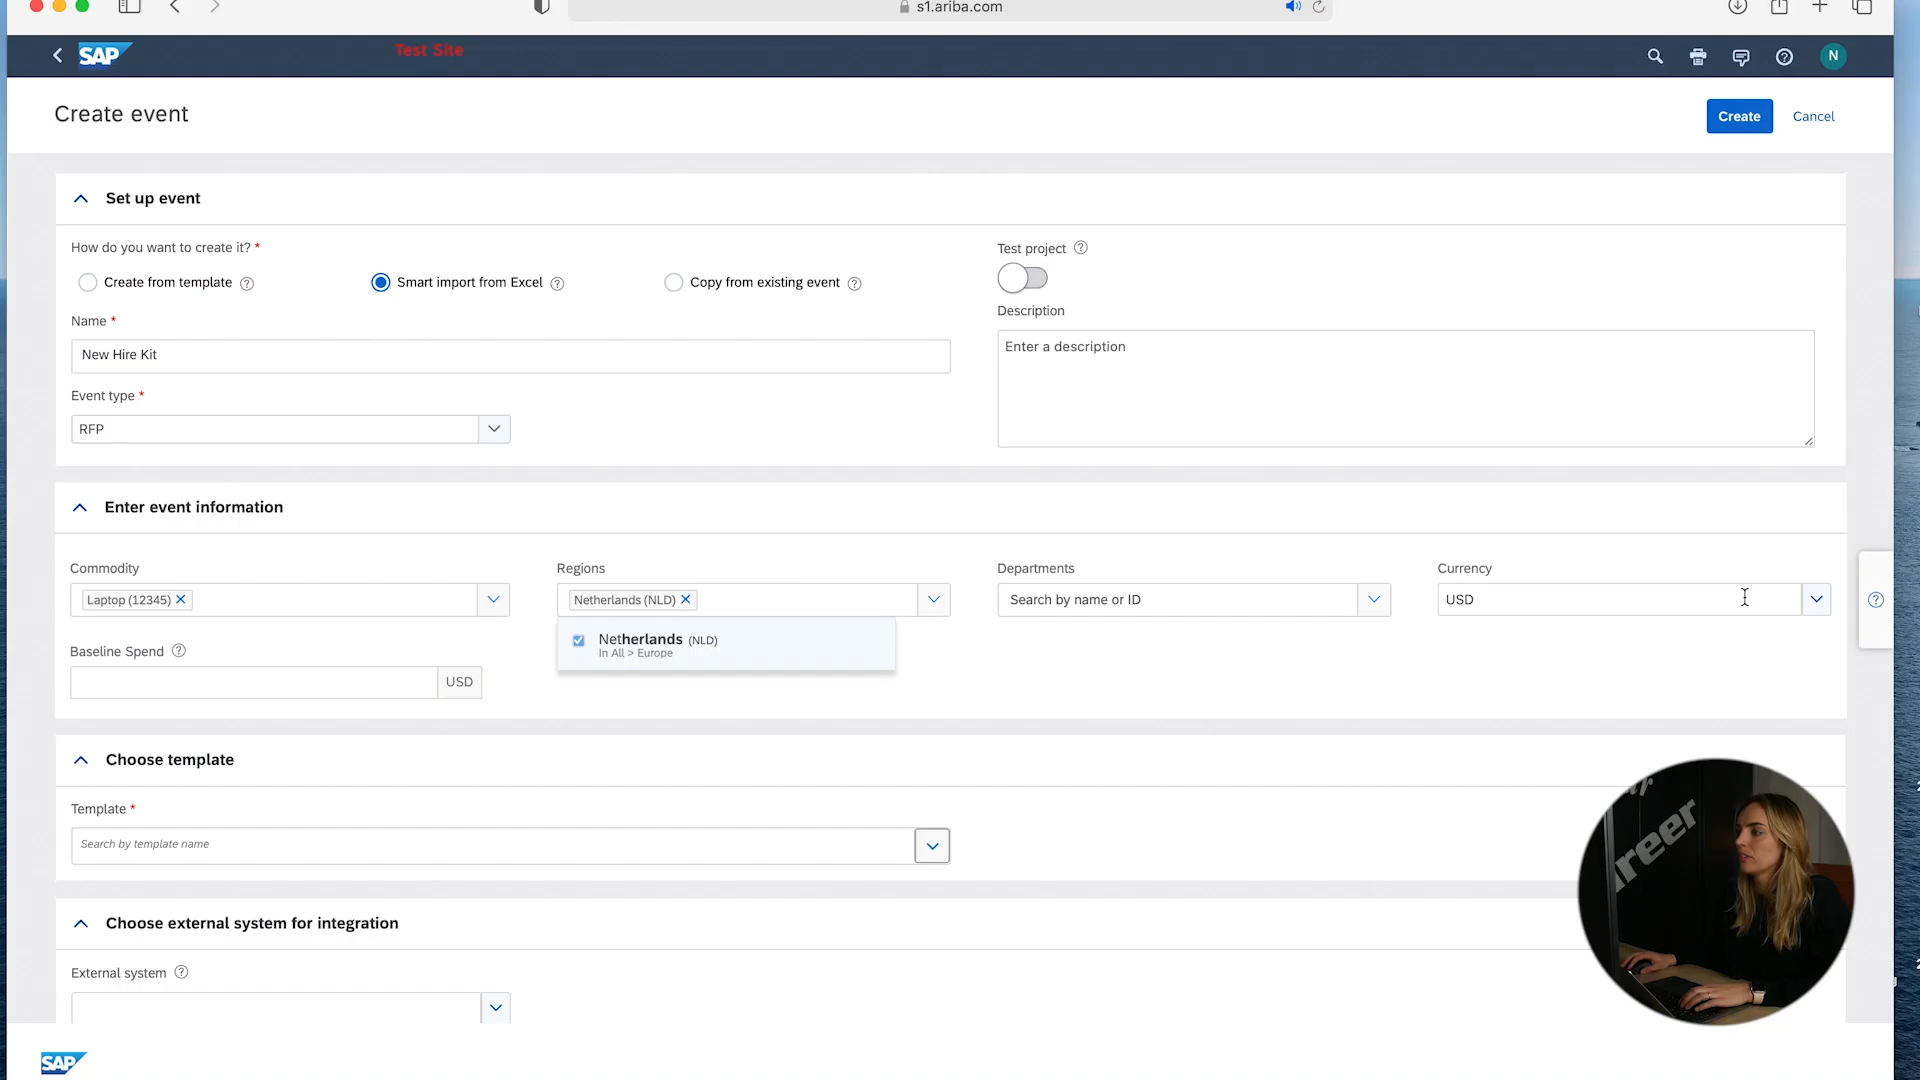 s1.ariba.com
SAP
Test Site
N
Create event
Create
Cancel
Set up event
How do you want to create it? *
Create from template
Smart import from Excel
Copy from existing event
Test project
Name *
New Hire Kit
Description
Enter a description
Event type *
RFP
Enter event information
Commodity
Regions
Departments
Currency
Laptop (12345)
Netherlands (NLD)
Search by name or ID
USD
Netherlands (NLD)
In All > Europe
Baseline Spend
USD
Choose template
Template *
Search by template name
Choose external system for integration
External system
SAP